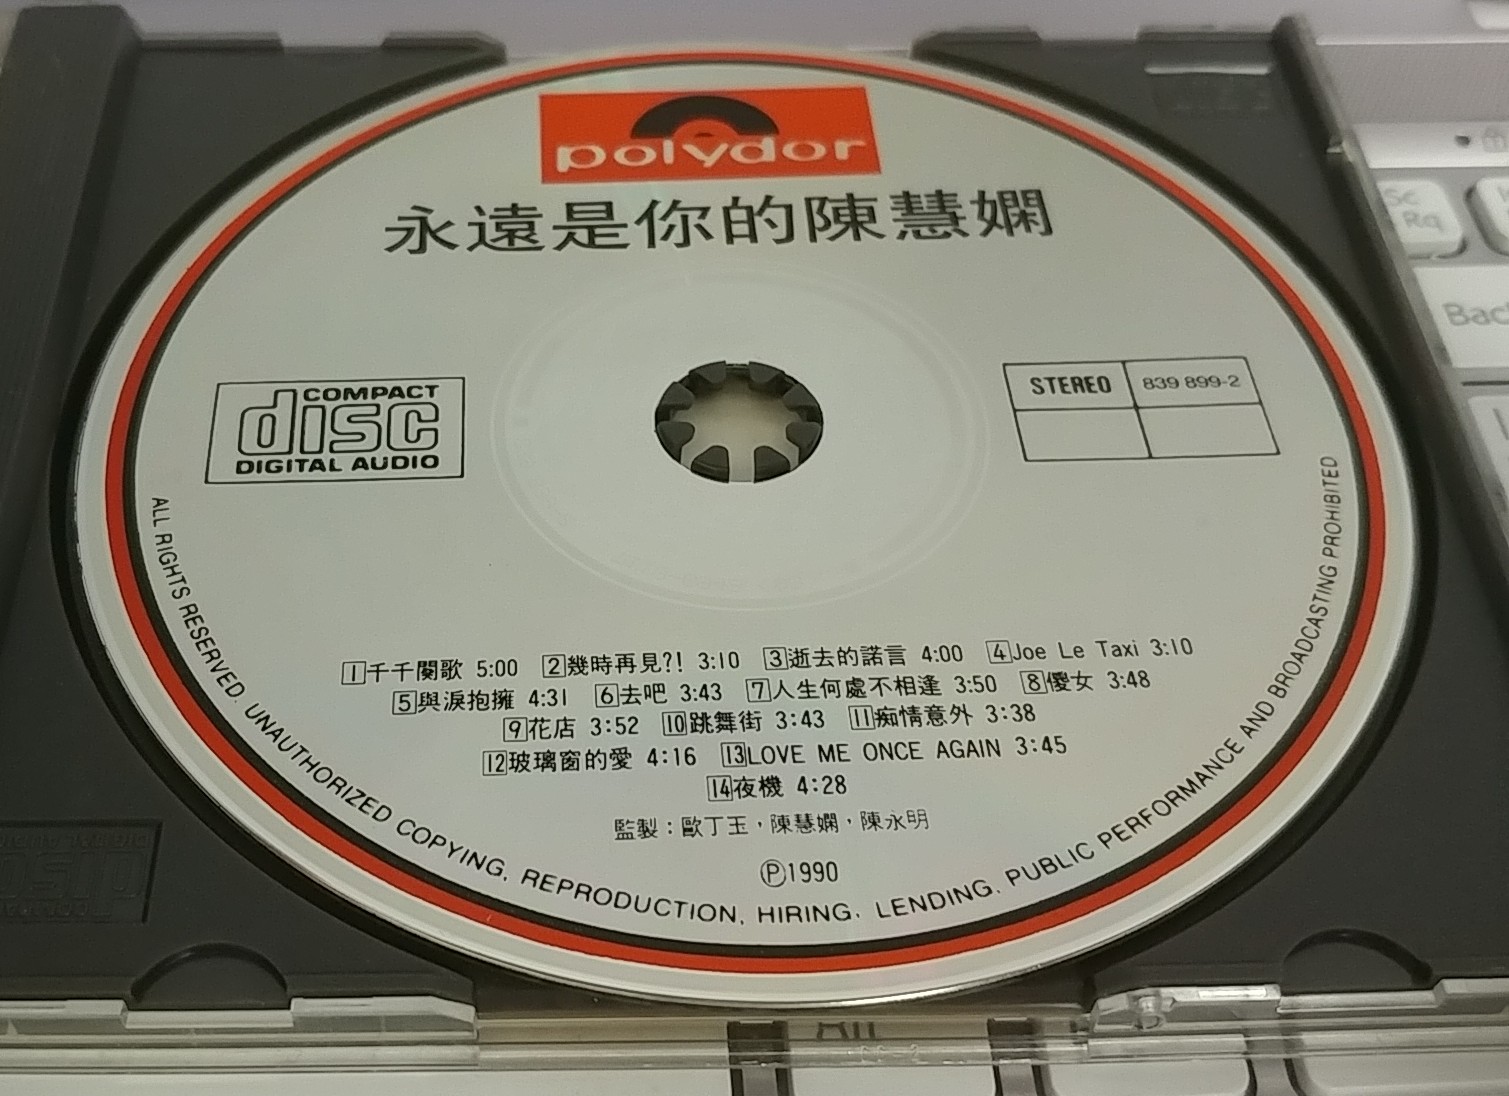 polydor
永遠是你的陳慧嫻
COMPACT
disc
DIGITAL AUDIO
STEREO 839 899-2
1千千闋歌 5:00 2幾時再見?! 3:10 3逝去的諾言 4:00 4Joe Le Taxi 3:10
5與淚抱擁 4:31 6去吧 3:43 7人生何處不相逢 3:50 8傻女 3:48
9花店 3:52 10跳舞街 3:43 11痴情意外 3:38
12玻璃窗的愛 4:16 13LOVE ME ONCE AGAIN 3:45
14夜機 4:28
監製：歐丁玉，陳慧嫻，陳永明
Ⓟ1990
ALL RIGHTS RESERVED. UNAUTHORIZED COPYING, REPRODUCTION, HIRING. LENDING. PUBLIC PERFORMANCE AND BROADCASTING PROHIBITED
Sc
Rq